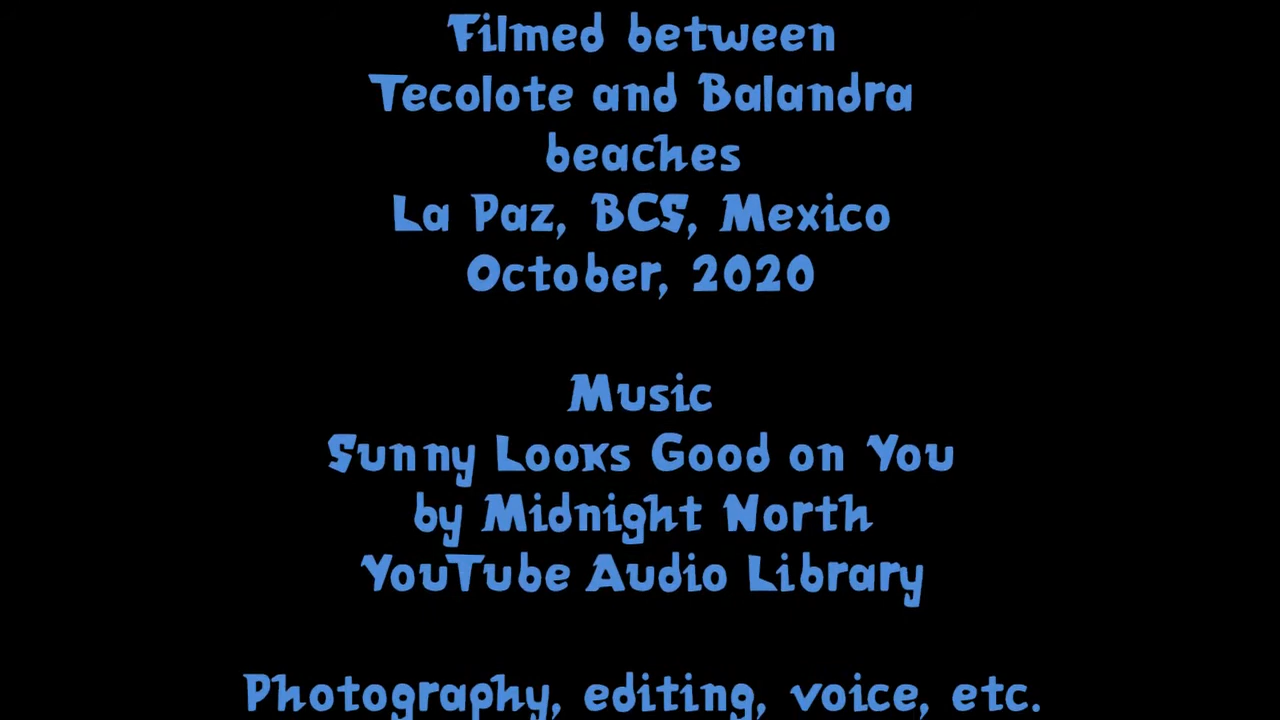 Filmed between
Tecolote and Balandra
beaches
La Paz, BCS, Mexico
October, 2020
Music
Sunny Looks Good on You
by Midnight North
YouTube Audio Library
Photography, editing, voice, etc.